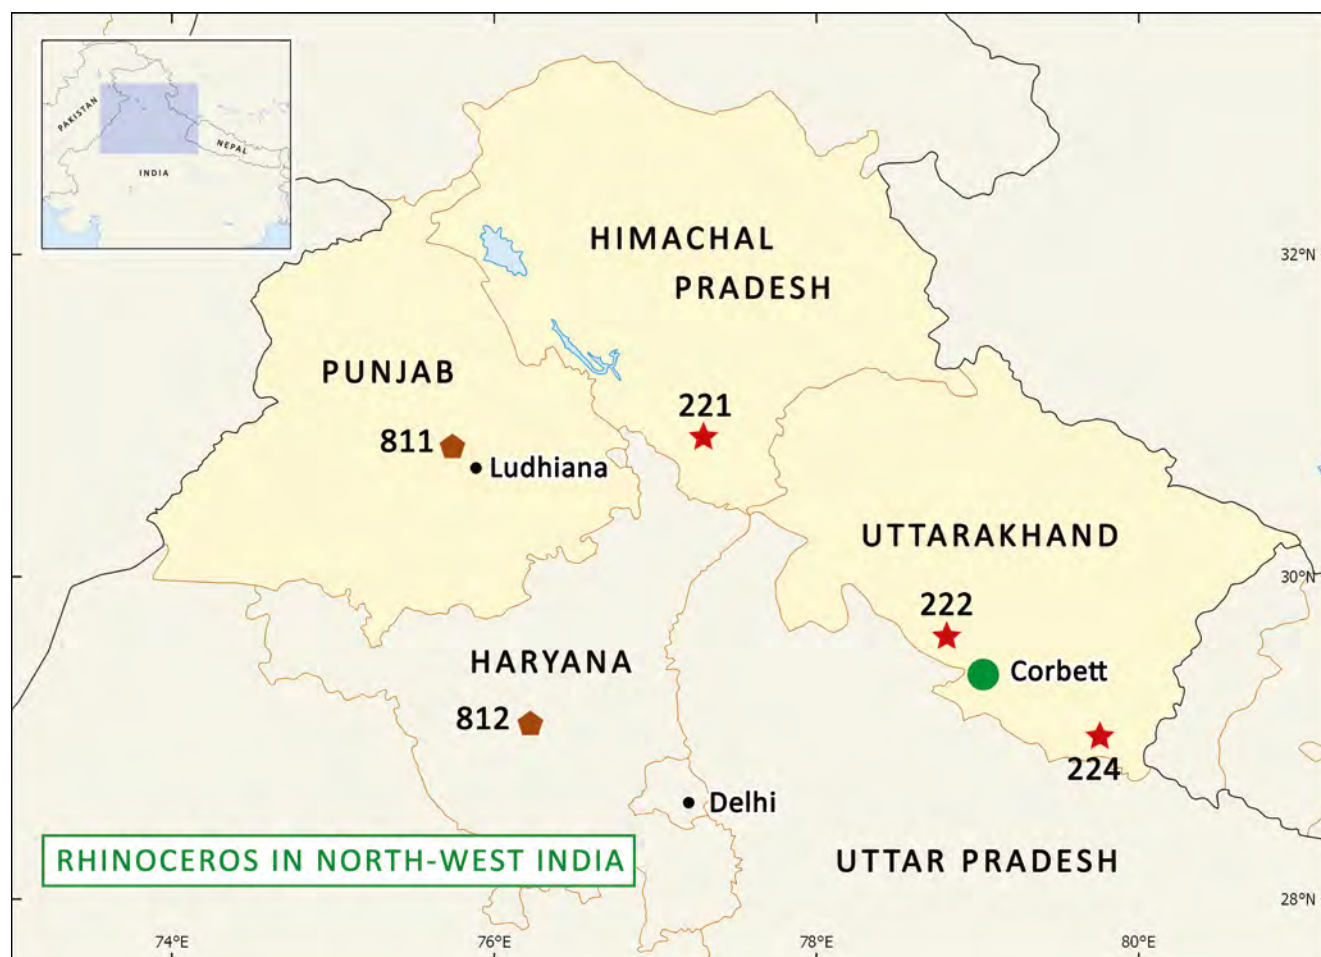 PAKISTAN
NEPAL
INDIA
HIMACHAL
PRADESH
32°N
PUNJAB
221
811
Ludhiana
UTTARAKHAND
30°N
222
HARYANA
Corbett
812
224
Delhi
RHINOCEROS IN NORTH-WEST INDIA
UTTAR PRADESH
28°N
74°E
76°E
78°E
80°E